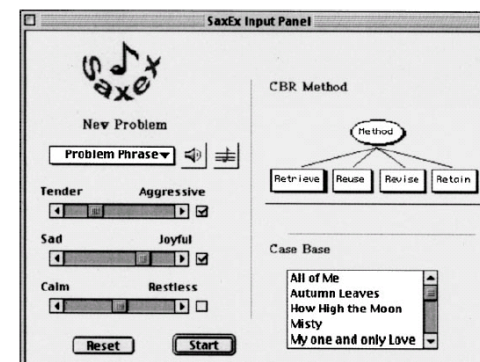 SaxEx Input Panel
Saxex
New Problem
Problem Phrase
Tender Aggressive
Sad Joyful
Calm Restless
Reset Start
CBR Method
Method
Retrieve Reuse Revise Retain
Case Base
All of Me
Autumn Leaves
How High the Moon
Misty
My one and only Love